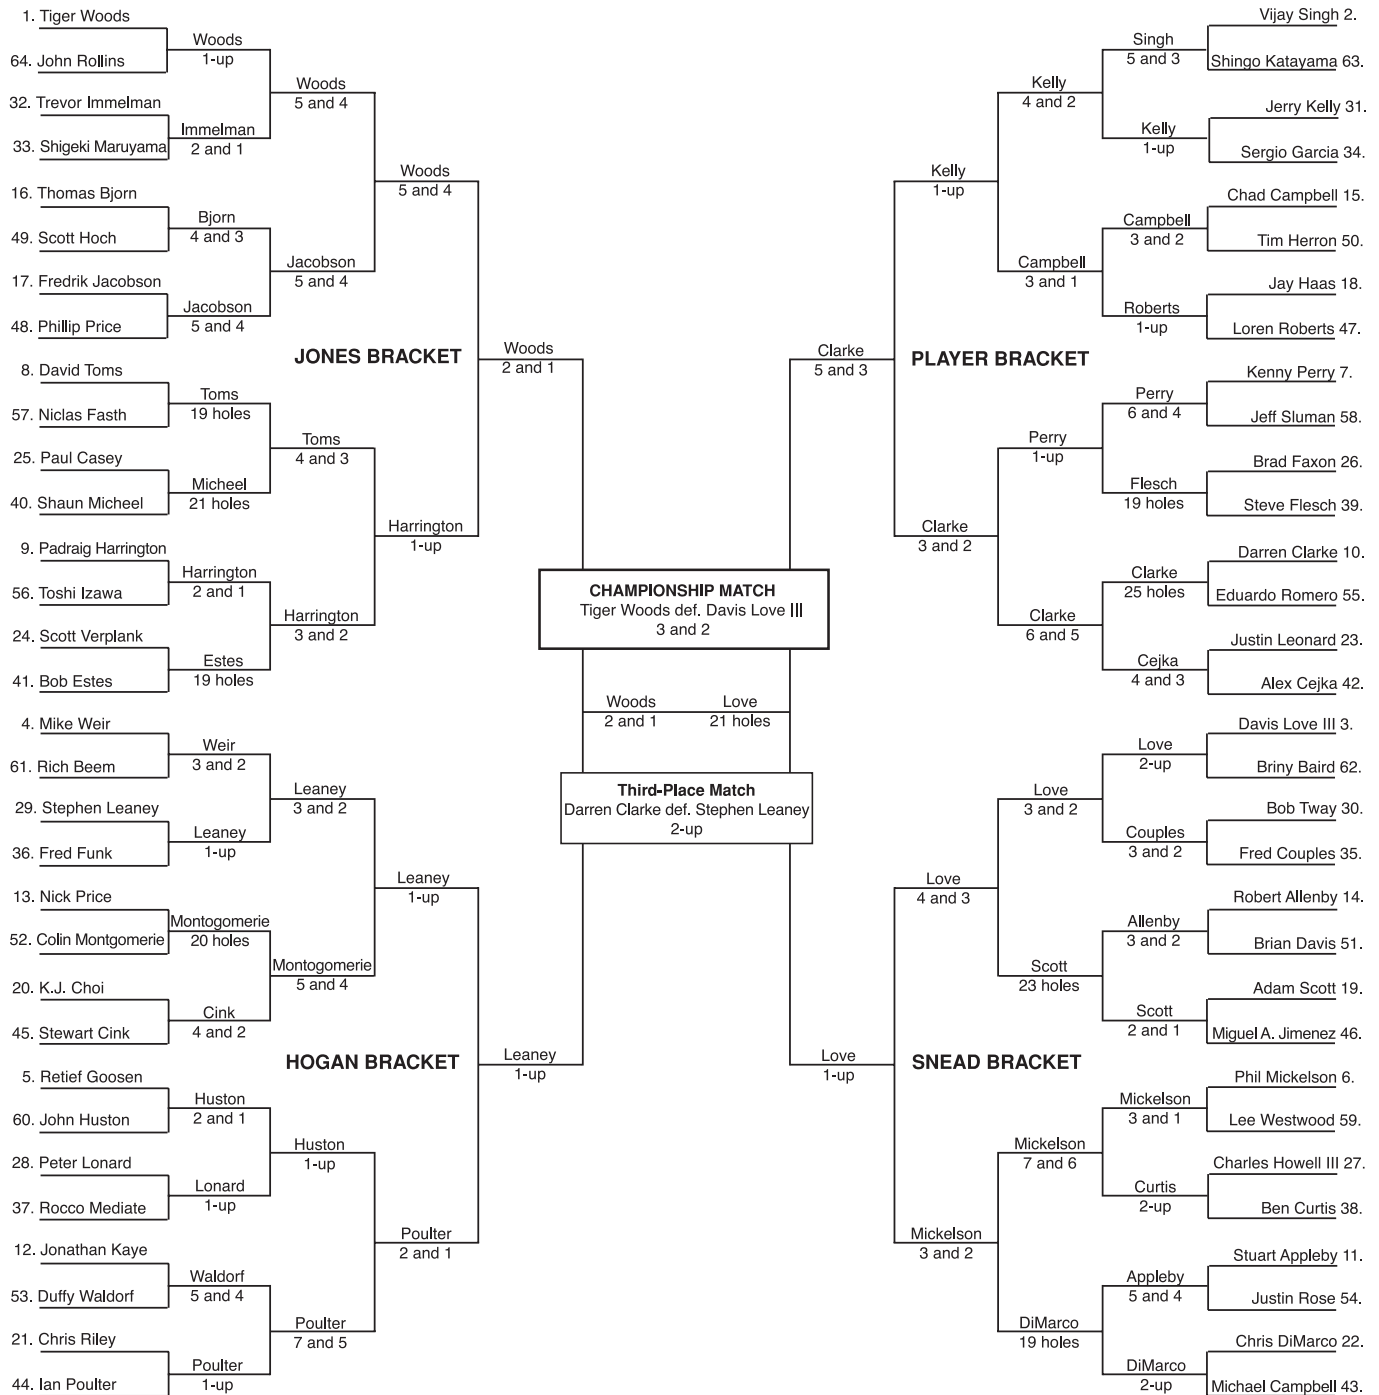 1. Tiger Woods
Woods
1-up
64. John Rollins
Woods
5 and 4
32. Trevor Immelman
Immelman
2 and 1
33. Shigeki Maruyama
Woods
5 and 4
16. Thomas Bjorn
Bjorn
4 and 3
49. Scott Hoch
Jacobson
5 and 4
17. Fredrik Jacobson
Jacobson
5 and 4
48. Phillip Price
JONES BRACKET
Woods
2 and 1
8. David Toms
Toms
19 holes
57. Niclas Fasth
Toms
4 and 3
25. Paul Casey
Micheel
21 holes
40. Shaun Micheel
Harrington
1-up
9. Padraig Harrington
Harrington
2 and 1
56. Toshi Izawa
Harrington
3 and 2
24. Scott Verplank
Estes
19 holes
41. Bob Estes
4. Mike Weir
Weir
3 and 2
61. Rich Beem
Leaney
3 and 2
29. Stephen Leaney
Leaney
1-up
36. Fred Funk
Leaney
1-up
13. Nick Price
Montogomerie
20 holes
52. Colin Montgomerie
Montogomerie
5 and 4
20. K.J. Choi
Cink
4 and 2
45. Stewart Cink
HOGAN BRACKET
Leaney
1-up
5. Retief Goosen
Huston
2 and 1
60. John Huston
Huston
1-up
28. Peter Lonard
Lonard
1-up
37. Rocco Mediate
Poulter
2 and 1
12. Jonathan Kaye
Waldorf
5 and 4
53. Duffy Waldorf
Poulter
7 and 5
21. Chris Riley
Poulter
1-up
44. Ian Poulter
CHAMPIONSHIP MATCH
Tiger Woods def. Davis Love III
3 and 2
Woods
2 and 1
Love
21 holes
Third-Place Match
Darren Clarke def. Stephen Leaney
2-up
Vijay Singh 2.
Singh
5 and 3
Shingo Katayama 63.
Kelly
4 and 2
Jerry Kelly 31.
Kelly
1-up
Sergio Garcia 34.
Kelly
1-up
Chad Campbell 15.
Campbell
3 and 2
Tim Herron 50.
Campbell
3 and 1
Jay Haas 18.
Roberts
1-up
Loren Roberts 47.
Clarke
5 and 3
PLAYER BRACKET
Kenny Perry 7.
Perry
6 and 4
Jeff Sluman 58.
Perry
1-up
Brad Faxon 26.
Flesch
19 holes
Steve Flesch 39.
Clarke
3 and 2
Darren Clarke 10.
Clarke
25 holes
Eduardo Romero 55.
Clarke
6 and 5
Justin Leonard 23.
Cejka
4 and 3
Alex Cejka 42.
Davis Love III 3.
Love
2-up
Briny Baird 62.
Love
3 and 2
Bob Tway 30.
Couples
3 and 2
Fred Couples 35.
Love
4 and 3
Robert Allenby 14.
Allenby
3 and 2
Brian Davis 51.
Scott
23 holes
Adam Scott 19.
Scott
2 and 1
Miguel A. Jimenez 46.
Love
1-up
SNEAD BRACKET
Phil Mickelson 6.
Mickelson
3 and 1
Lee Westwood 59.
Mickelson
7 and 6
Charles Howell III 27.
Curtis
2-up
Ben Curtis 38.
Mickelson
3 and 2
Stuart Appleby 11.
Appleby
5 and 4
Justin Rose 54.
DiMarco
19 holes
Chris DiMarco 22.
DiMarco
2-up
Michael Campbell 43.